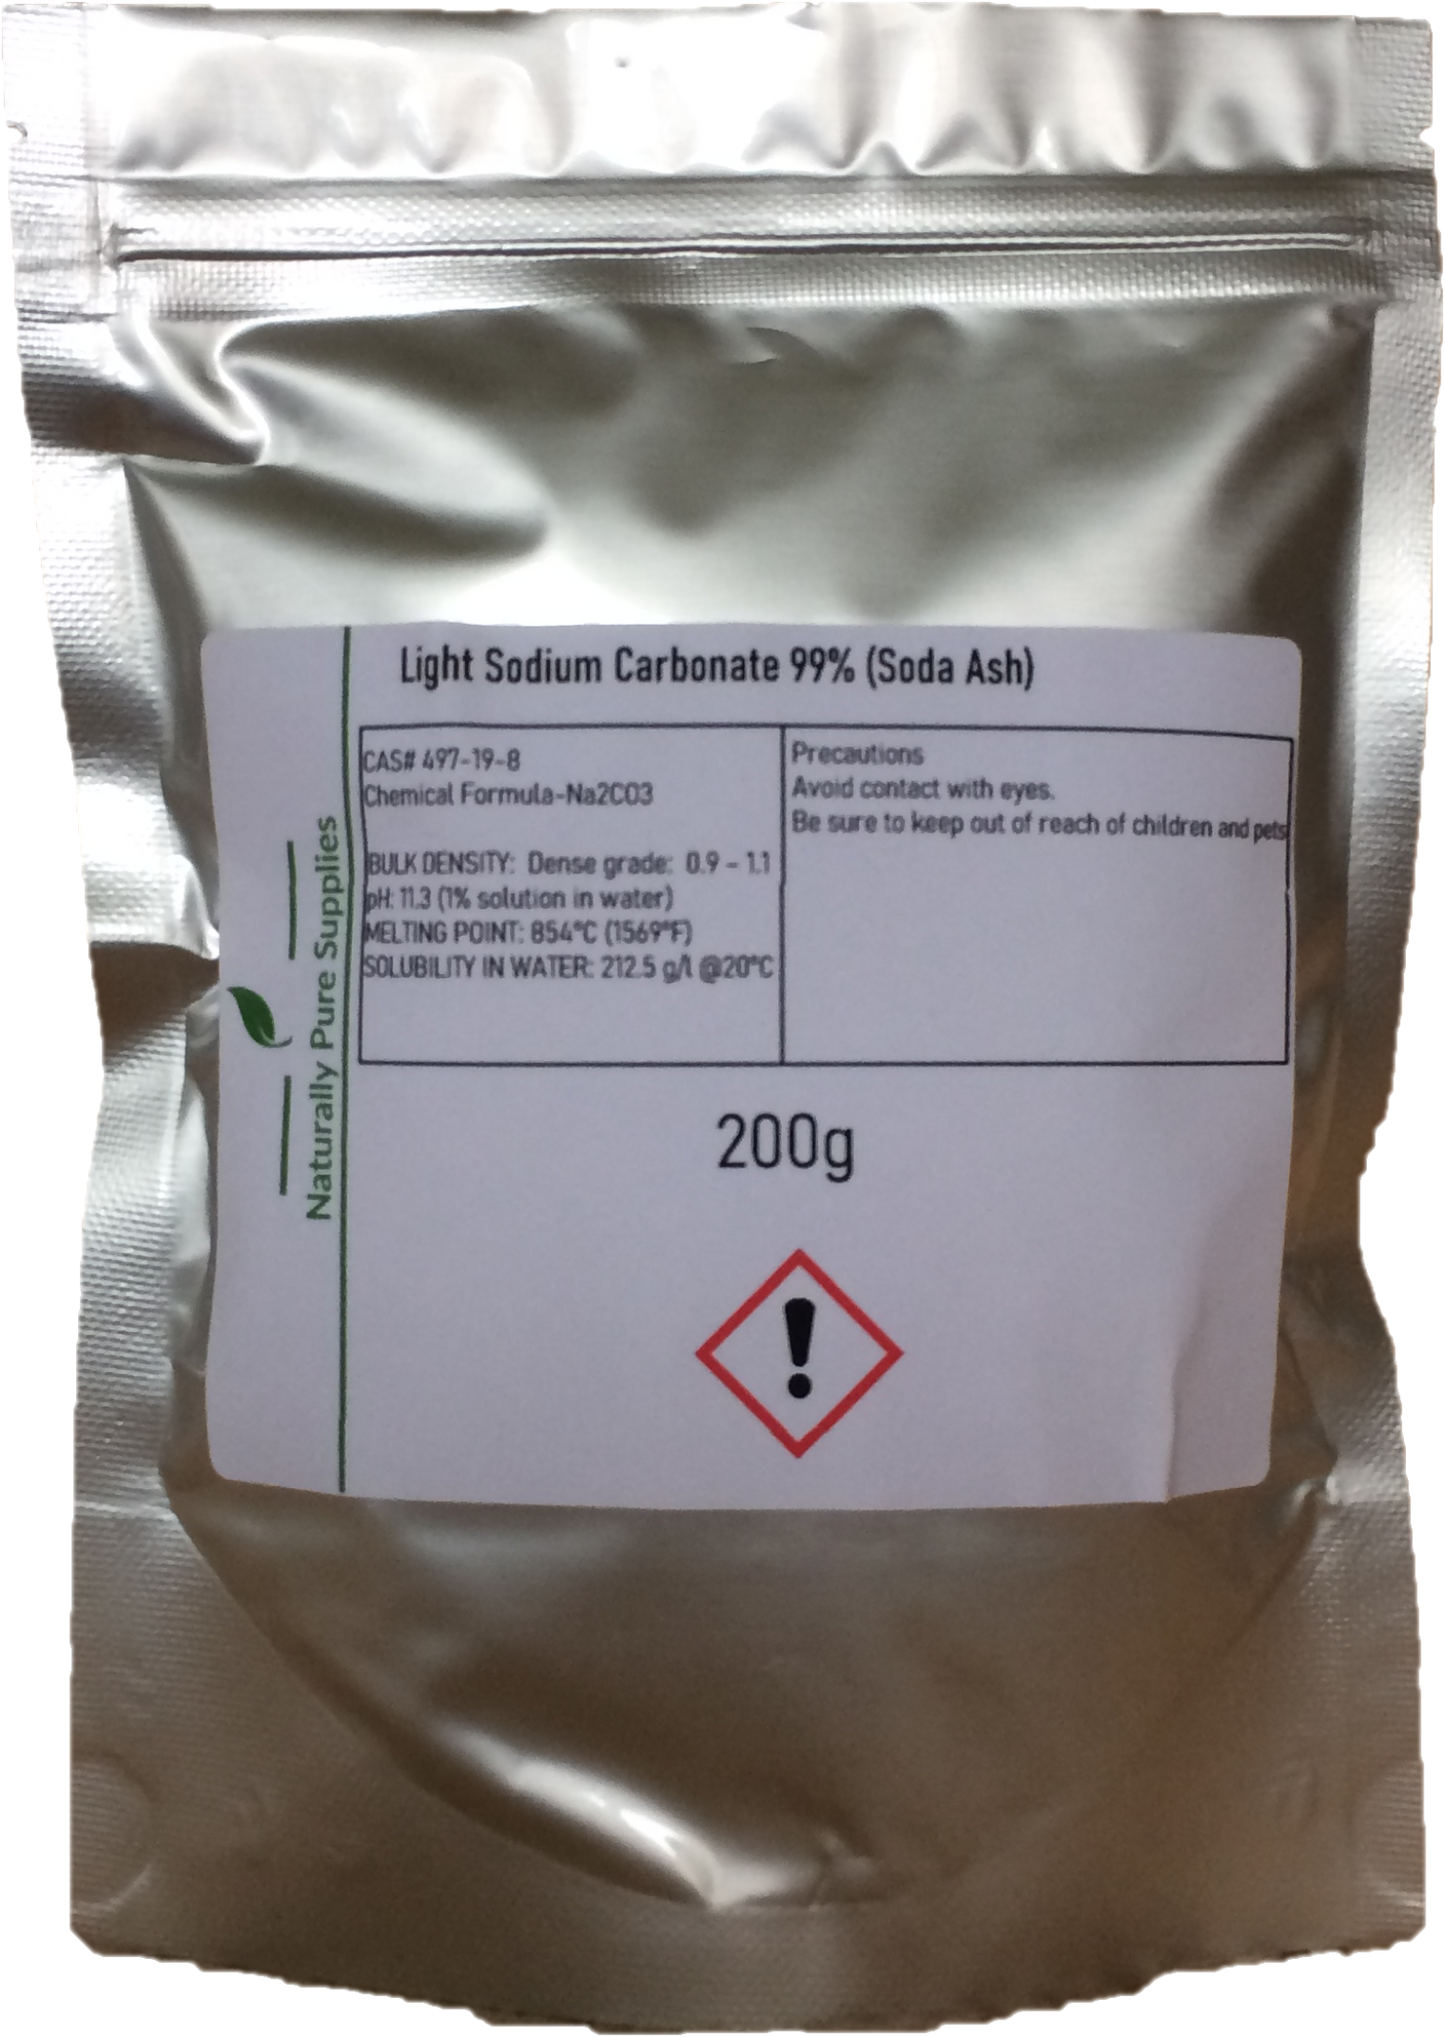 Light Sodium Carbonate 99% (Soda Ash)
CAS# 497-19-8
Chemical Formula-Na2CO3
BULK DENSITY: Dense grade: 0.9 - 1.1
pH: 11.3 (1% solution in water)
MELTING POINT: 854°C (1569°F)
SOLUBILITY IN WATER: 212.5 g/l @20°C
Precautions
Avoid contact with eyes.
Be sure to keep out of reach of children and pets
200g
Naturally Pure Supplies